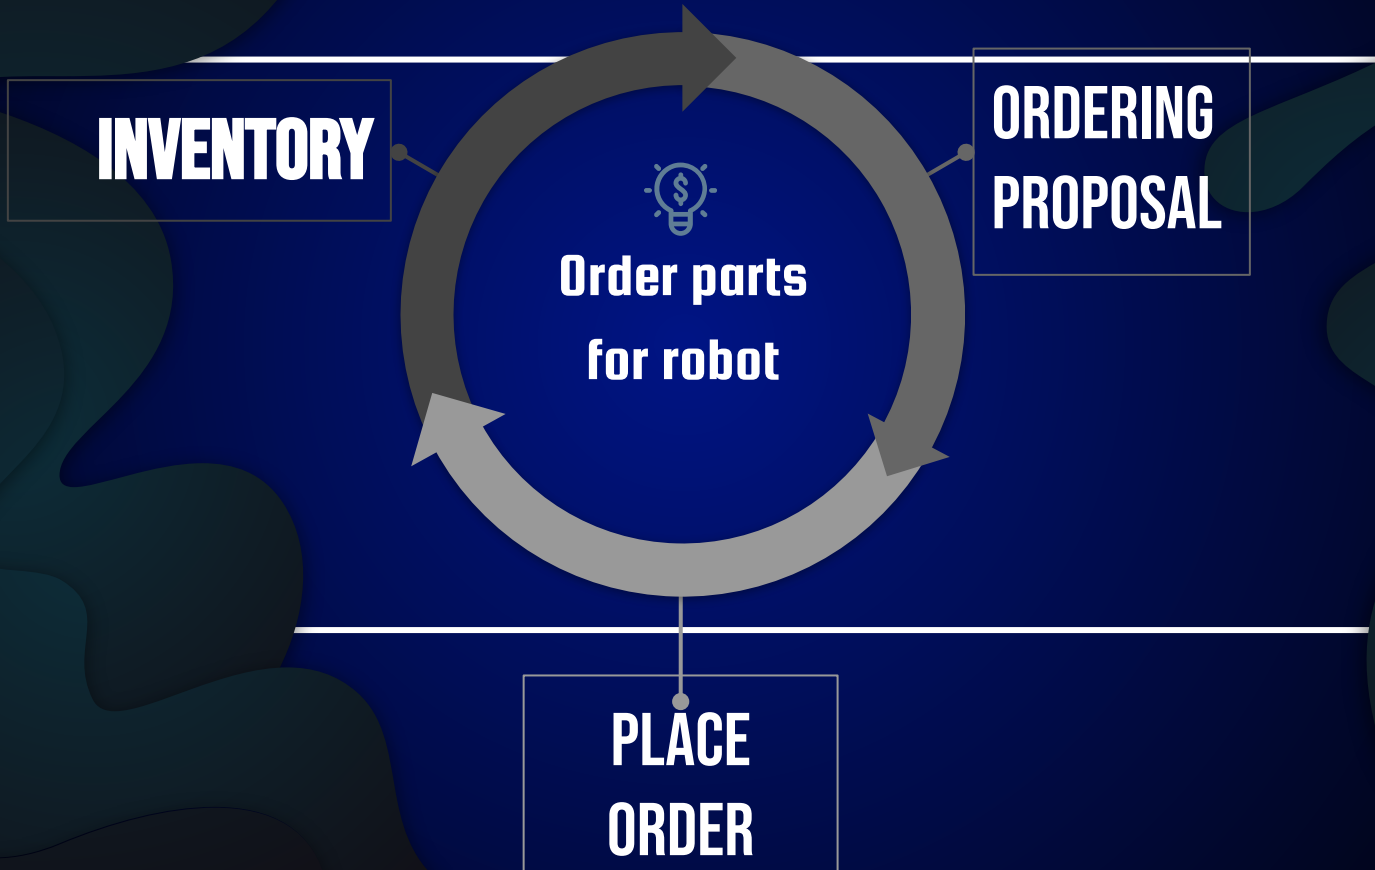 INVENTORY
ORDERING
PROPOSAL
$
Order parts
for robot
PLACE
ORDER